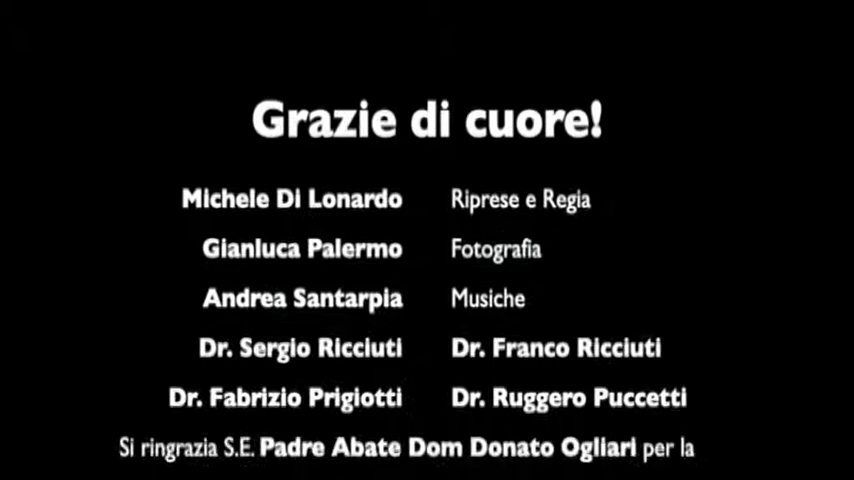 Grazie di cuore!
Michele Di Lonardo Riprese e Regia
Gianluca Palermo Fotografia
Andrea Santarpia Musiche
Dr. Sergio Ricciuti Dr. Franco Ricciuti
Dr. Fabrizio Prigiotti Dr. Ruggero Puccetti
Si ringrazia S.E. Padre Abate Dom Donato Ogliari per la